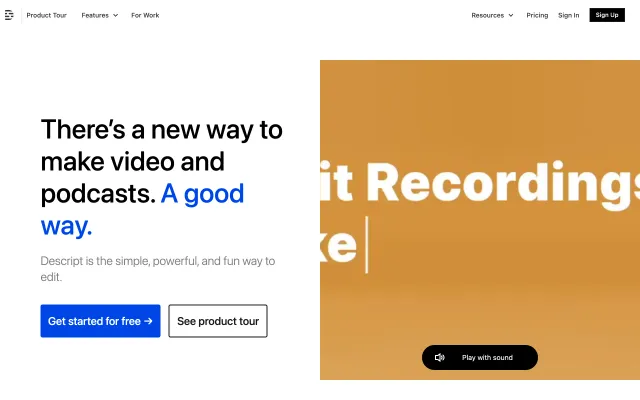 Product Tour Features For Work Resources Pricing Sign In Sign Up
There's a new way to
make video and
podcasts. A good
way.
Descript is the simple, powerful, and fun way to
edit.
Get started for free → See product tour
it Recordings
ke
Play with sound